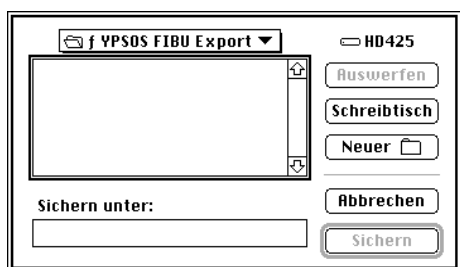 ƒ YPSOS FIBU Export
HD425
Auswerfen
Schreibtisch
Neuer
Sichern unter:
Abbrechen
Sichern